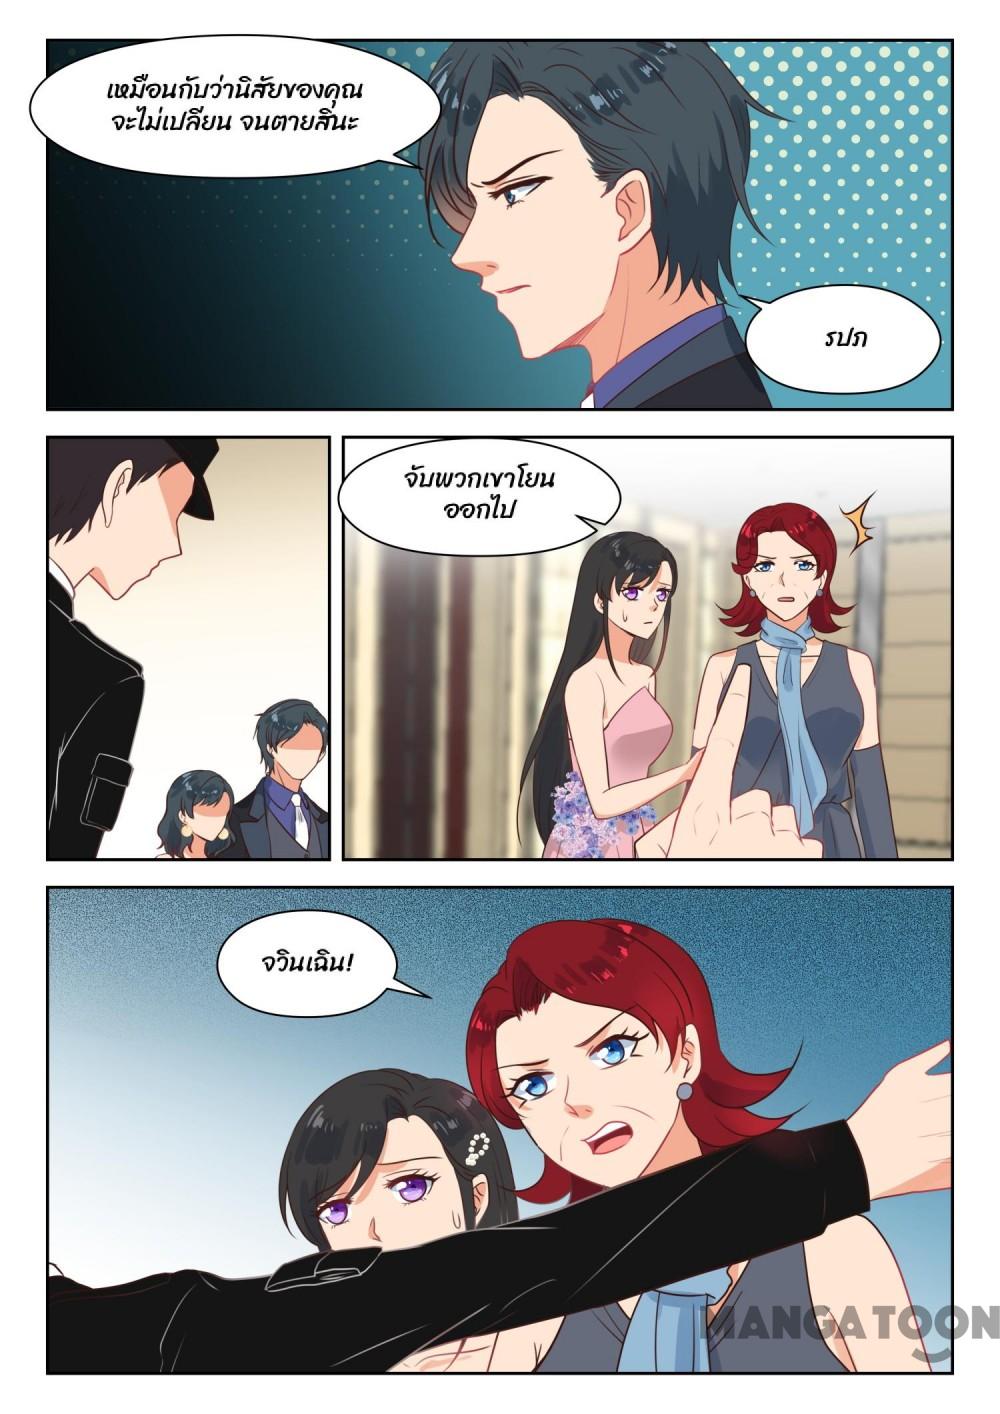 เหมือนกับว่านิสัยของคุณ
จะไม่เปลี่ยน จนตายสินะ
รปภ
จับพวกเขาโยน
ออกไป
จวินเฉิน!
MANGATOON